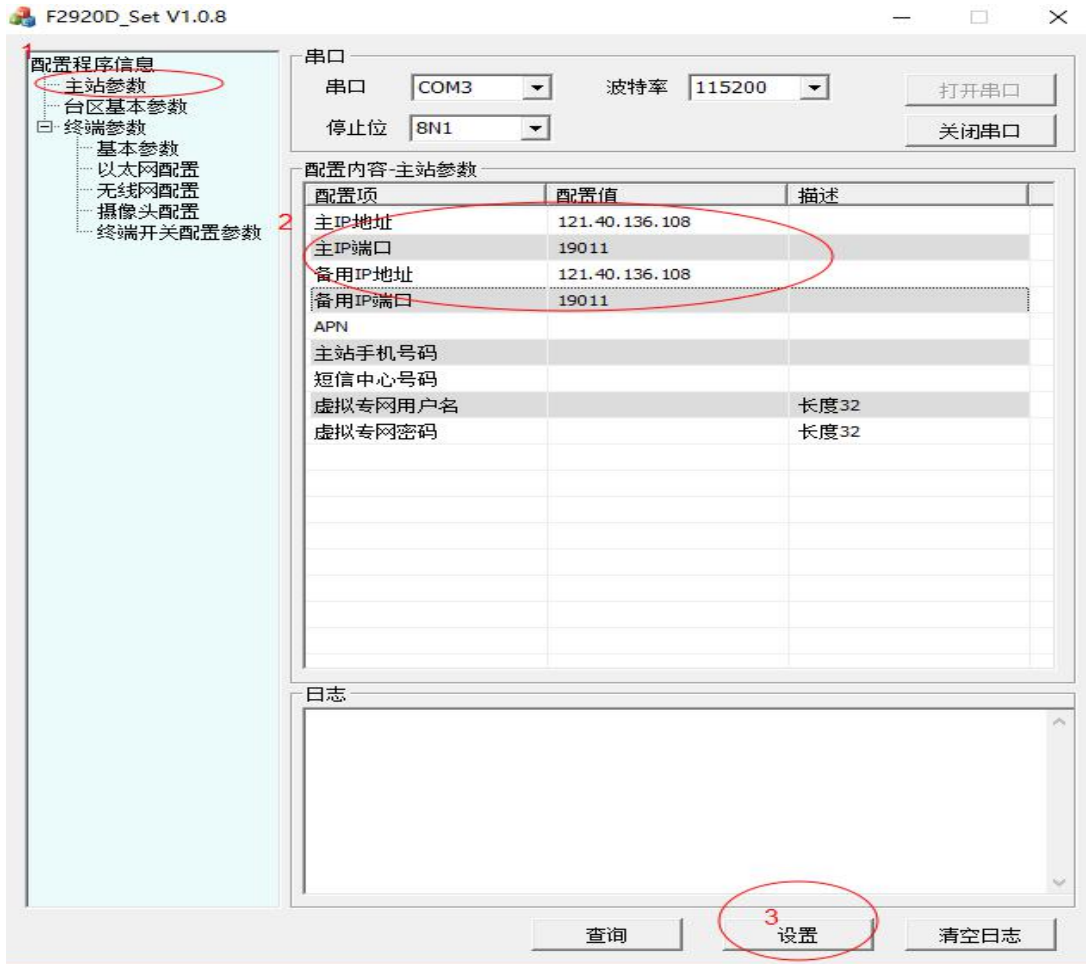 F2920D_Set V1.0.8
1
配置程序信息
主站参数
台区基本参数
终端参数
基本参数
以太网配置
无线网配置
摄像头配置
终端开关配置参数
串口
串口 COM3 波特率 115200 打开串口
停止位 8N1 关闭串口
配置内容-主站参数
配置项 配置值 描述
2
主IP地址 121.40.136.108
主IP端口 19011
备用IP地址 121.40.136.108
备用IP端口 19011
APN
主站手机号码
短信中心号码
虚拟专网用户名 长度32
虚拟专网密码 长度32
日志
3
查询 设置 清空日志